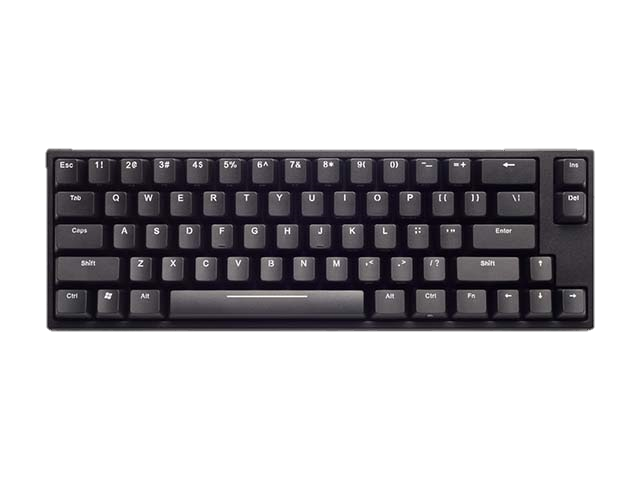 Esc 1! 2@ 3# 4$ 5% 6^ 7& 8* 9( 0) -_ =+ ← Ins
Tab Q W E R T Y U I O P [{ ]} \| Del
Caps A S D F G H J K L ;: '" Enter
Shift Z X C V B N M ,< .> /? Shift ↑
Ctrl Alt Alt Ctrl Fn ← ↓ →